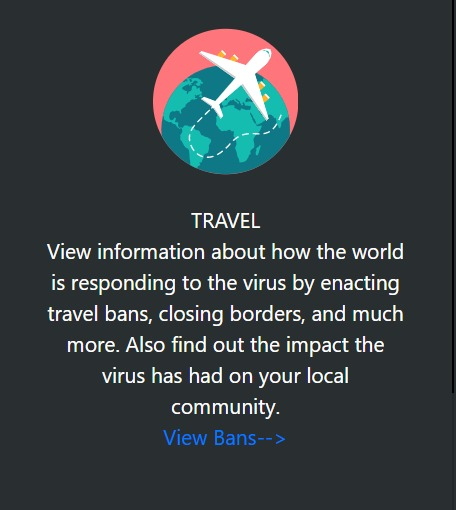 TRAVEL
View information about how the world
is responding to the virus by enacting
travel bans, closing borders, and much
more. Also find out the impact the
virus has had on your local
community.
View Bans-->